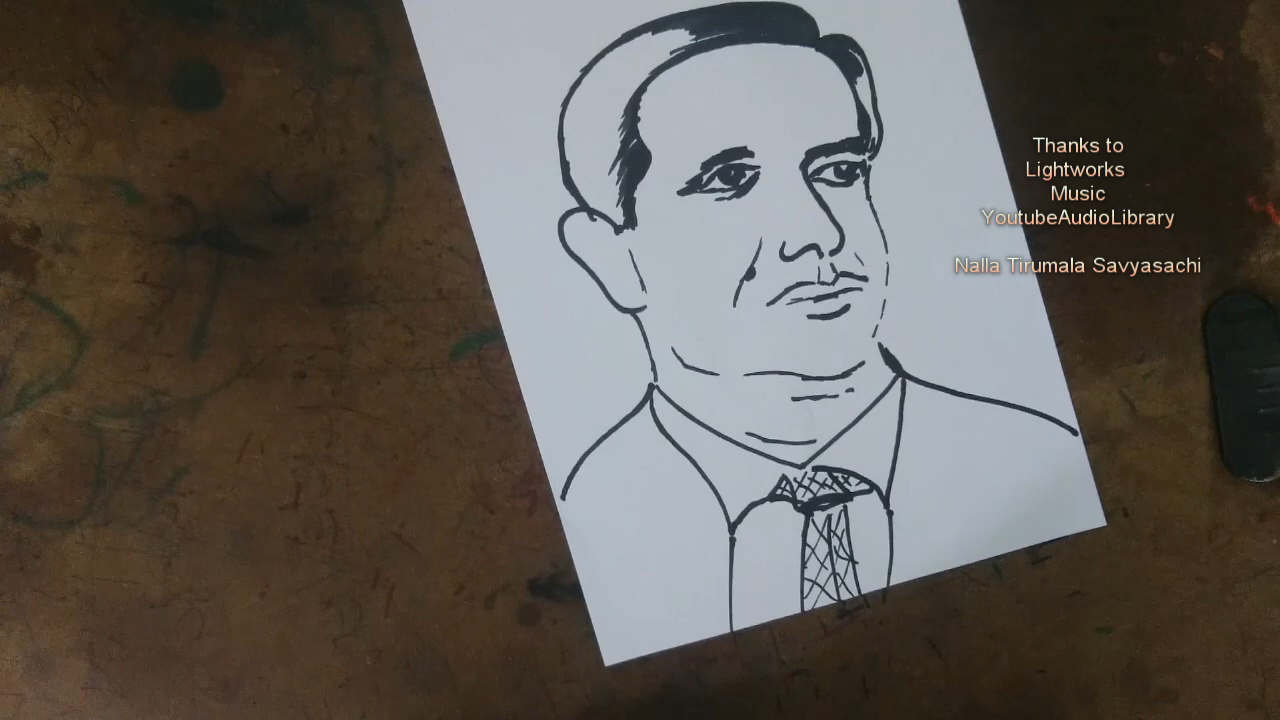 Thanks to
Lightworks
Music
YoutubeAudioLibrary
Nalla Tirumala Savyasachi